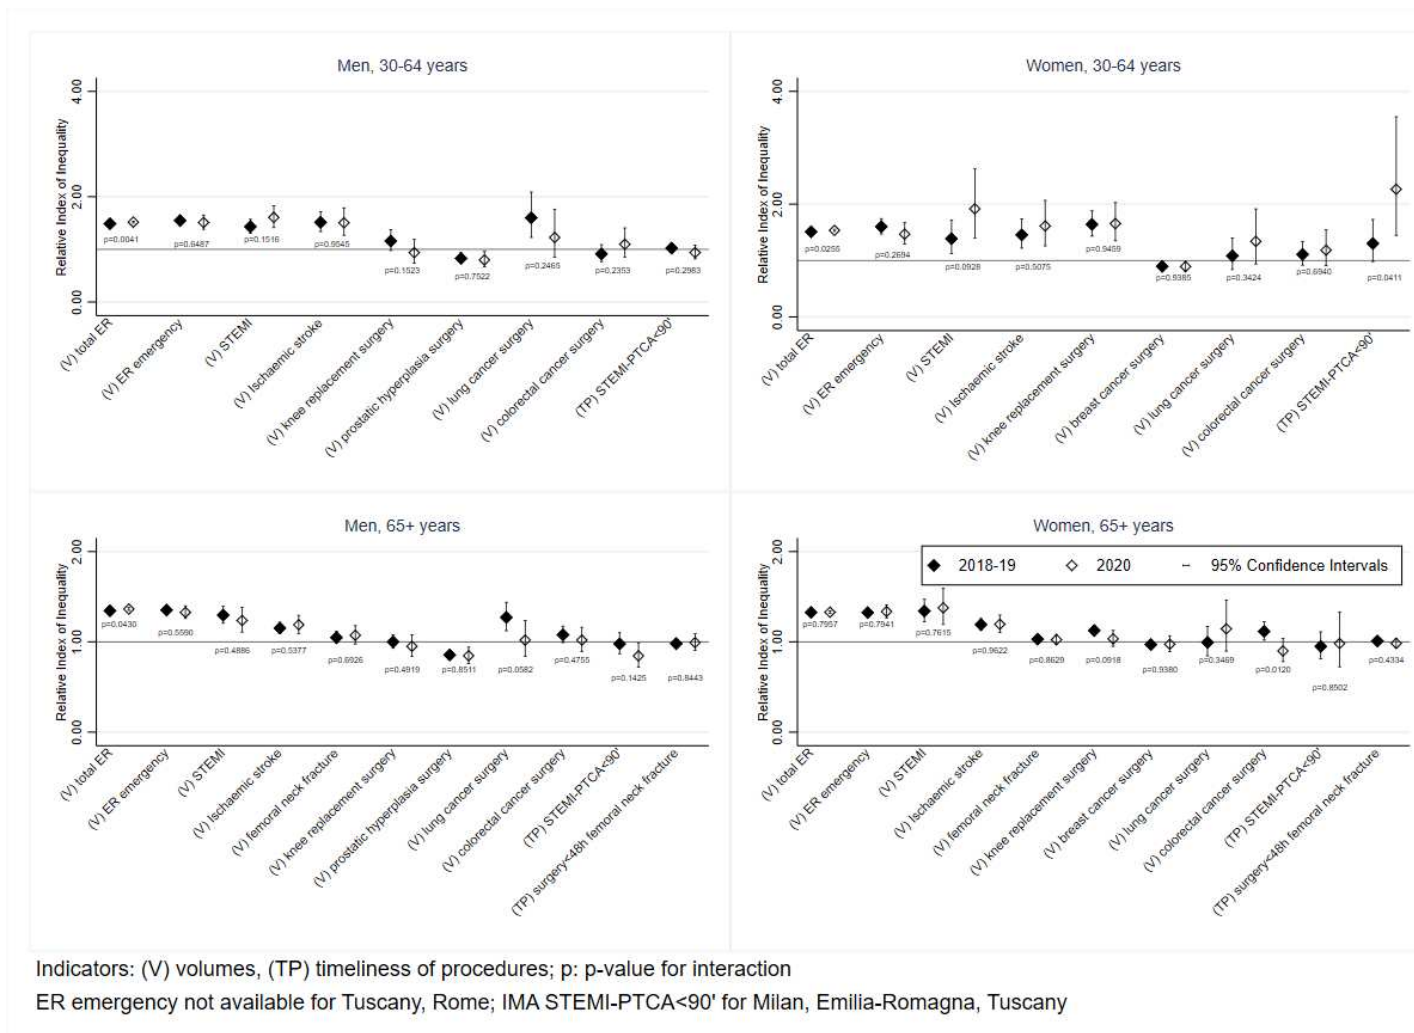 Men, 30-64 years
Relative Index of Inequality
4.00
2.00
0.00
p=0.0041
p=0.6487
p=0.1516
p=0.9545
p=0.1523
p=0.7522
p=0.2465
p=0.2353
p=0.2983
(V) total ER
(V) ER emergency
(V) STEMI
(V) Ischaemic stroke
(V) knee replacement surgery
(V) prostatic hyperplasia surgery
(V) lung cancer surgery
(V) colorectal cancer surgery
(TP) STEMI-PTCA<90'
Women, 30-64 years
Relative Index of Inequality
4.00
2.00
0.00
p=0.0255
p=0.2694
p=0.0928
p=0.5075
p=0.9459
p=0.9385
p=0.3424
p=0.6940
p=0.0411
(V) total ER
(V) ER emergency
(V) STEMI
(V) Ischaemic stroke
(V) knee replacement surgery
(V) breast cancer surgery
(V) lung cancer surgery
(V) colorectal cancer surgery
(TP) STEMI-PTCA<90'
Men, 65+ years
Relative Index of Inequality
2.00
1.00
0.00
p=0.0430
p=0.5590
p=0.4886
p=0.5377
p=0.6926
p=0.4919
p=0.8511
p=0.0582
p=0.4755
p=0.1425
p=0.8443
(V) total ER
(V) ER emergency
(V) STEMI
(V) Ischaemic stroke
(V) femoral neck fracture
(V) knee replacement surgery
(V) prostatic hyperplasia surgery
(V) lung cancer surgery
(V) colorectal cancer surgery
(TP) STEMI-PTCA<90'
(TP) surgery<48h femoral neck fracture
Women, 65+ years
2018-19 2020 95% Confidence Intervals
Relative Index of Inequality
2.00
1.00
0.00
p=0.7957
p=0.7941
p=0.7615
p=0.9622
p=0.8629
p=0.0918
p=0.9380
p=0.3469
p=0.0120
p=0.8902
p=0.4334
(V) total ER
(V) ER emergency
(V) STEMI
(V) Ischaemic stroke
(V) femoral neck fracture
(V) knee replacement surgery
(V) breast cancer surgery
(V) lung cancer surgery
(V) colorectal cancer surgery
(TP) STEMI-PTCA<90'
(TP) surgery<48h femoral neck fracture
Indicators: (V) volumes, (TP) timeliness of procedures; p: p-value for interaction
ER emergency not available for Tuscany, Rome; IMA STEMI-PTCA<90' for Milan, Emilia-Romagna, Tuscany